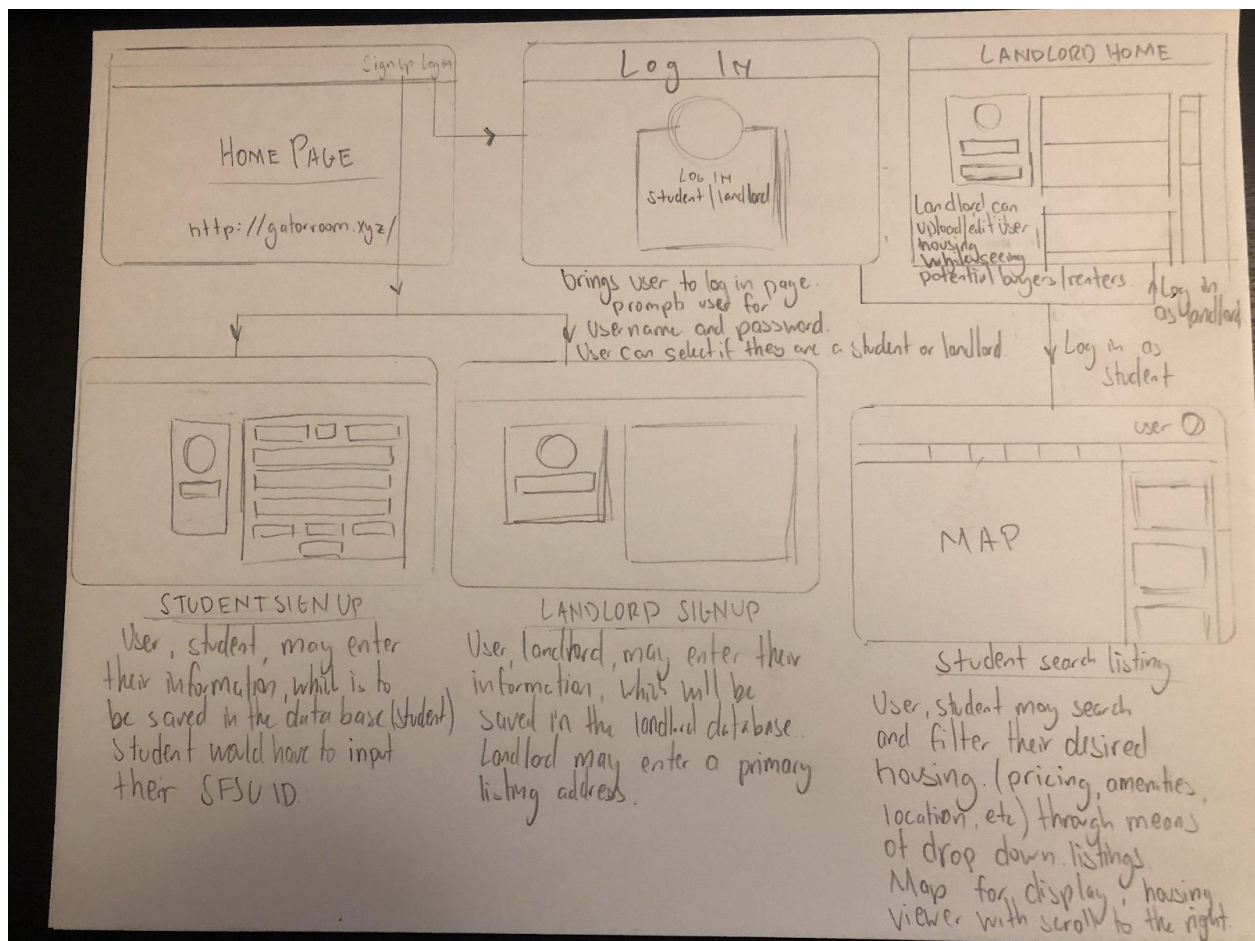 Sign Up Log in
HOME PAGE
http://gatorroom.xyz/
Log IN
LOG IN
student/landlord
brings user to log in page.
prompts used for
username and password.
User can select if they are a student or landlord.
LANDLORD HOME
Landlord can
upload/edit user
housing
while seeing
potential buyers/renters.
Log in
as landlord
Log in as
student
STUDENT SIGN UP
User, student, may enter
their information, which is to
be saved in the data base (student)
Student would have to input
their SFSU ID.
LANDLORD SIGNUP
User, landlord, may enter their
information, which will be
saved in the landlord database.
Landlord may enter a primary
listing address.
user
MAP
Student search listing
User, student may search
and filter their desired
housing. (pricing, amenities,
location, etc) through means
of drop down listings.
Map for display, housing
viewer with scroll to the right.